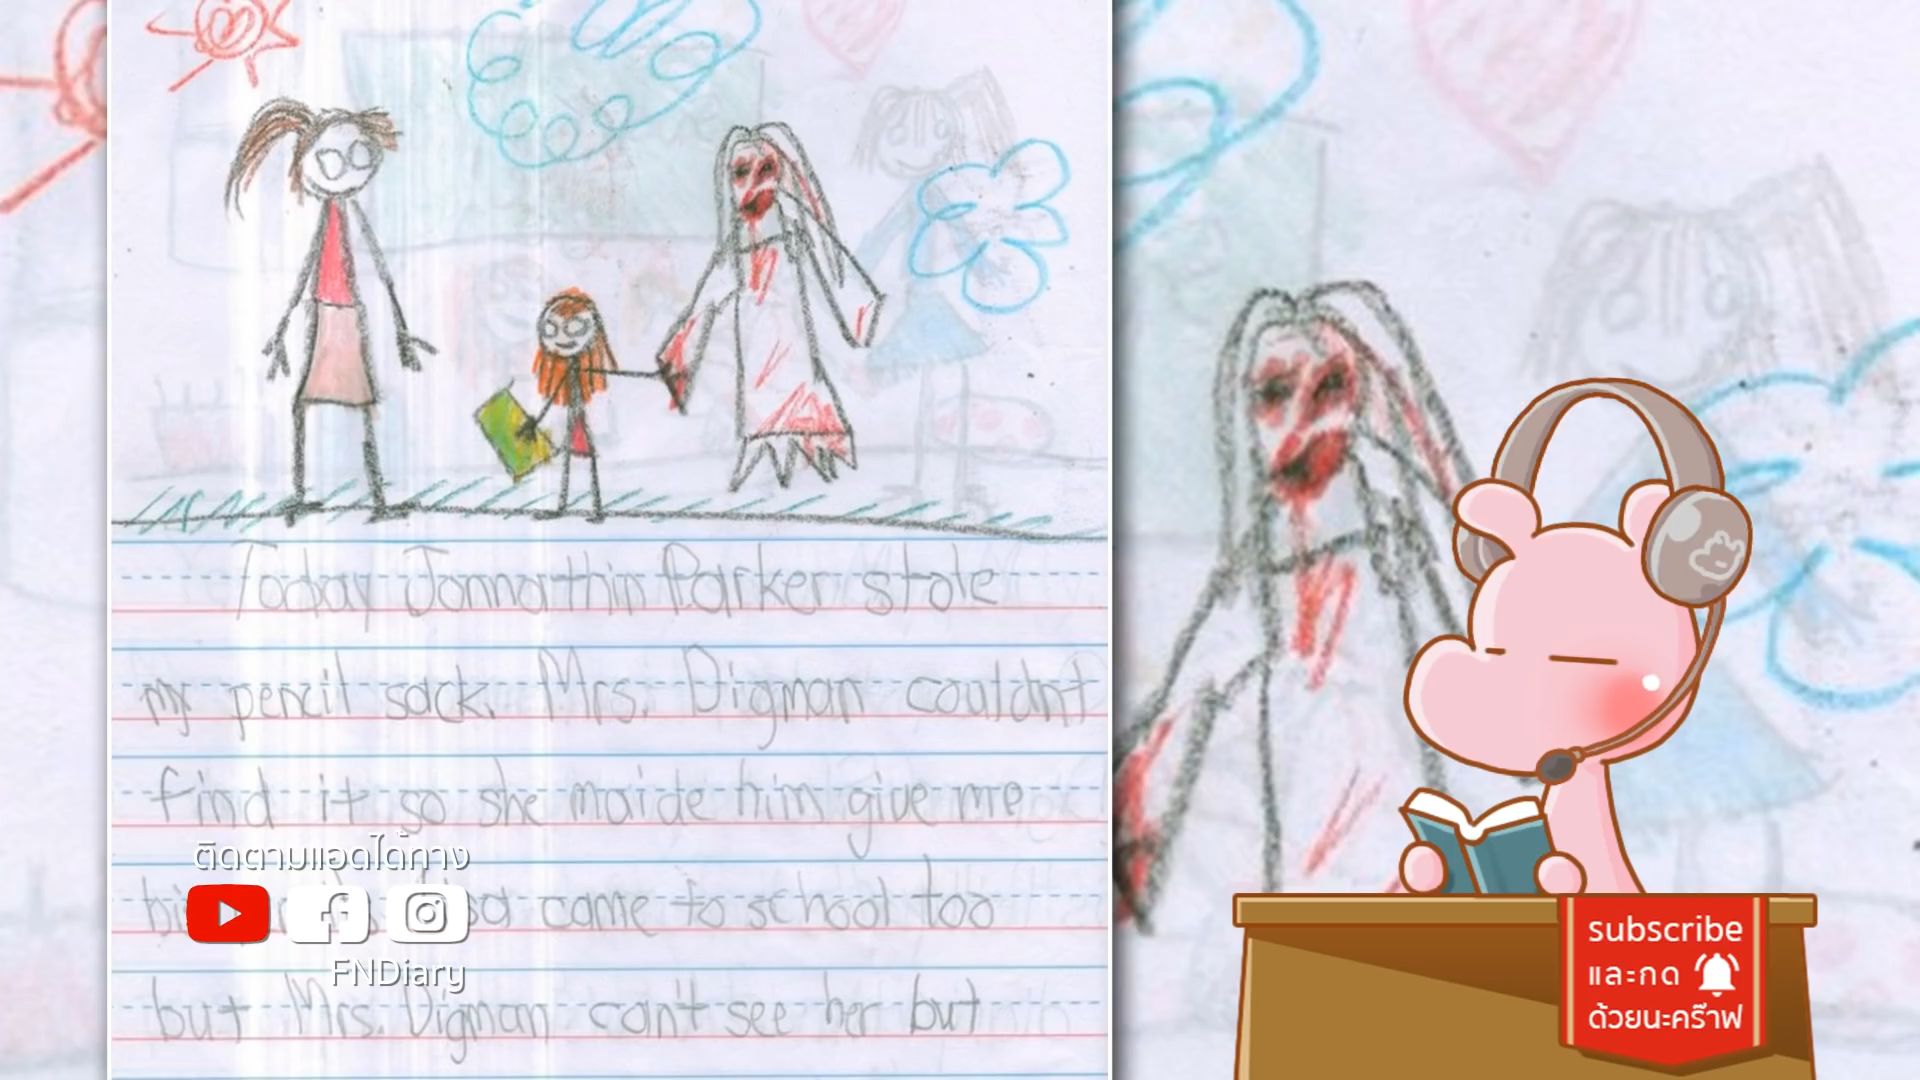 Today Jonnathin Parker stole
my pencil sack. Mrs. Digman couldnt
find it so she maide him give me
came to school too
but Mrs. Digman can't see her but
ติดตามแอดได้ทาง
FNDiary
subscribe
และกด
ด้วยนะคร๊าฟ